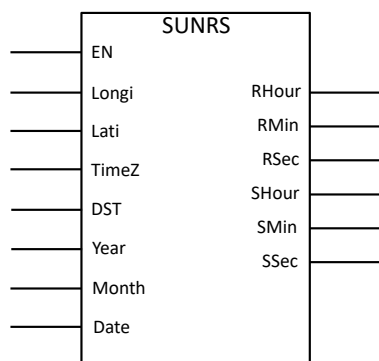 SUNRS
EN
Longi
Lati
TimeZ
DST
Year
Month
Date
RHour
RMin
RSec
SHour
SMin
SSec